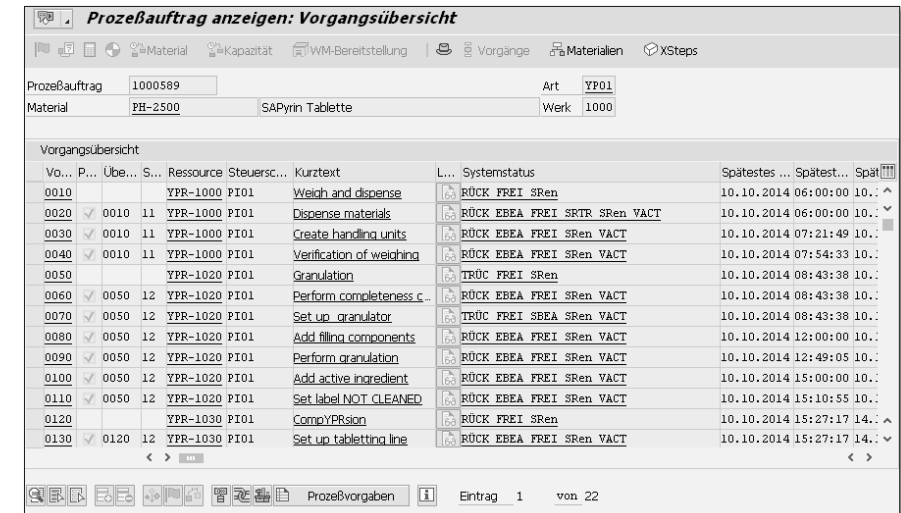 Prozeßauftrag anzeigen: Vorgangsübersicht
Material Kapazität WM-Bereitstellung Vorgänge Materialien XSteps
Prozeßauftrag 1000589 Art YP01
Material PH-2500 SAPyrin Tablette Werk 1000
Vorgangsübersicht
Vo... P... Übe... S... Ressource Steuersc... Kurztext L... Systemstatus Spätestes ... Spätest... Spät
0010 YPR-1000 PI01 Weigh and dispense RÜCK FREI SRen 10.10.2014 06:00:00 10.
0020 0010 11 YPR-1000 PI01 Dispense materials RÜCK EBEA FREI SRTR SRen VACT 10.10.2014 06:00:00 10.
0030 0010 11 YPR-1000 PI01 Create handling units RÜCK EBEA FREI SRen VACT 10.10.2014 07:21:49 10.
0040 0010 11 YPR-1000 PI01 Verification of weighing RÜCK EBEA FREI SRen VACT 10.10.2014 07:54:33 10.
0050 YPR-1020 PI01 Granulation TRÜC FREI SRen 10.10.2014 08:43:38 10.
0060 0050 12 YPR-1020 PI01 Perform completeness c... RÜCK EBEA FREI SRen VACT 10.10.2014 08:43:38 10.
0070 0050 12 YPR-1020 PI01 Set up granulator TRÜC FREI SBEA SRen VACT 10.10.2014 08:43:38 10.
0080 0050 12 YPR-1020 PI01 Add filling components RÜCK EBEA FREI SRen VACT 10.10.2014 12:00:00 10.
0090 0050 12 YPR-1020 PI01 Perform granulation RÜCK EBEA FREI SRen VACT 10.10.2014 12:49:05 10.
0100 0050 12 YPR-1020 PI01 Add active ingredient RÜCK EBEA FREI SRen VACT 10.10.2014 15:00:00 10.
0110 0050 12 YPR-1020 PI01 Set label NOT CLEANED RÜCK EBEA FREI SRen VACT 10.10.2014 15:10:55 10.
0120 YPR-1030 PI01 CompYPRsion RÜCK FREI SRen 10.10.2014 15:27:17 14.
0130 0120 12 YPR-1030 PI01 Set up tabletting line RÜCK EBEA FREI SRen VACT 10.10.2014 15:27:17 14.
Prozeßvorgaben Eintrag 1 von 22